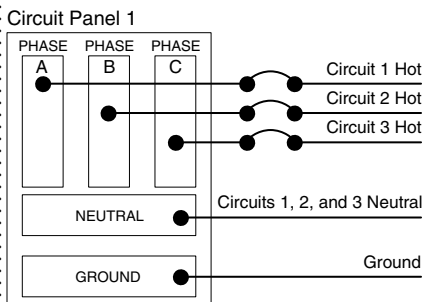 Circuit Panel 1
PHASE PHASE PHASE
A B C
Circuit 1 Hot
Circuit 2 Hot
Circuit 3 Hot
NEUTRAL
Circuits 1, 2, and 3 Neutral
GROUND
Ground